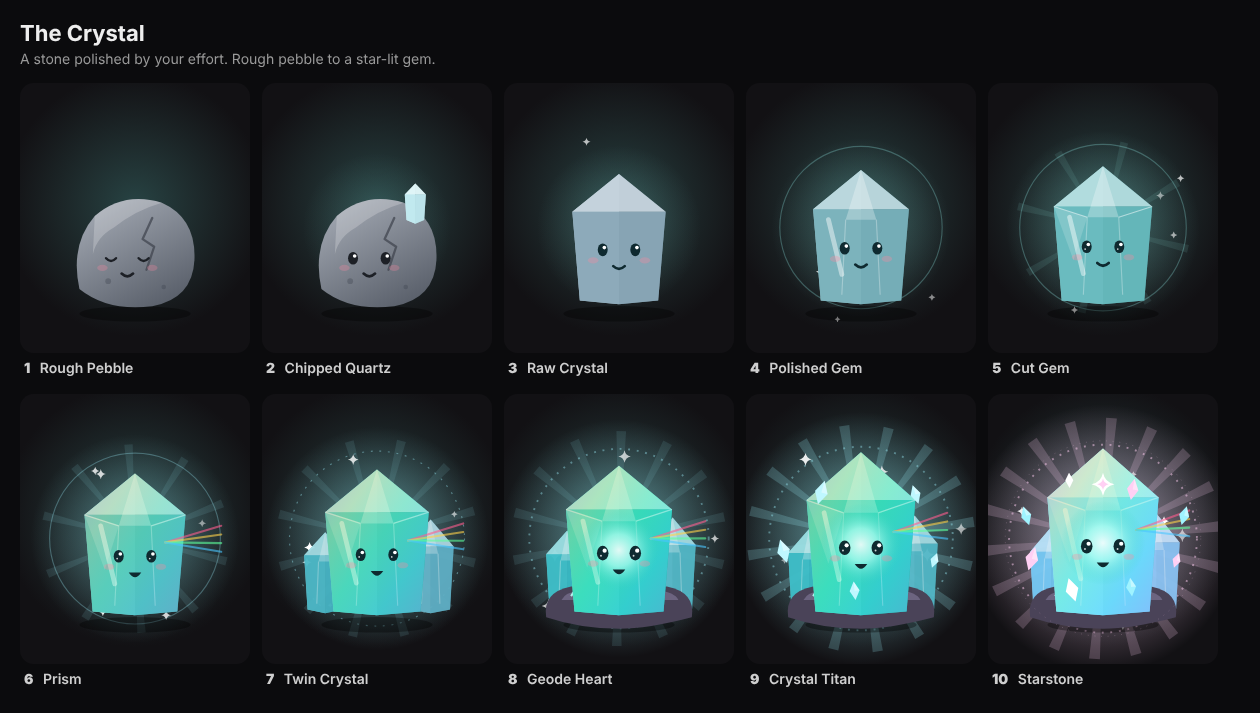 The Crystal
A stone polished by your effort. Rough pebble to a star-lit gem.
1 Rough Pebble
2 Chipped Quartz
3 Raw Crystal
4 Polished Gem
5 Cut Gem
6 Prism
7 Twin Crystal
8 Geode Heart
9 Crystal Titan
10 Starstone